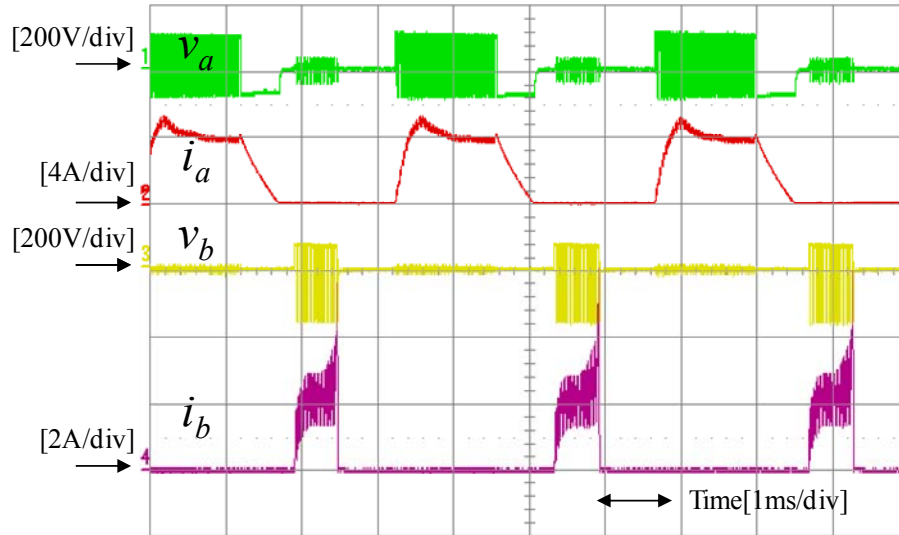 [200V/div]
1
v_a
i_a
[4A/div]
2
[200V/div]
v_b
3
i_b
[2A/div]
4
Time[1ms/div]